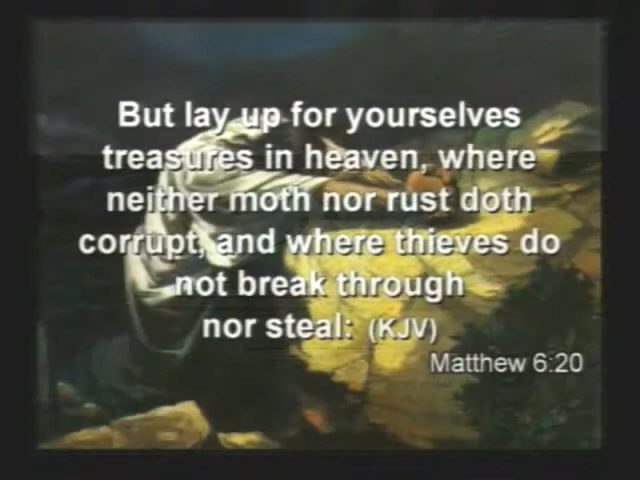 But lay up for yourselves
treasures in heaven, where
neither moth nor rust doth
corrupt, and where thieves do
not break through
nor steal: (KJV)
Matthew 6:20